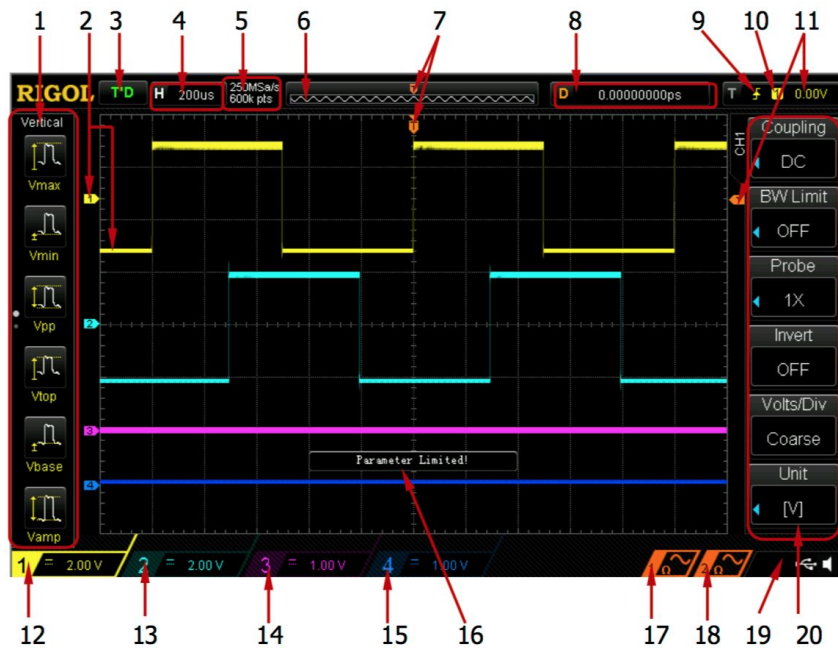 1 2 3 4 5 6 7 8 9 10 11
RIGOL T'D H 200us 250MSa/s 600k pts T D 0.00000000ps T 1 0.00V
Vertical
Vmax
Vmin
Vpp
Vtop
Vbase
Vamp
T
1
2
3
4
T
Parameter Limited!
CH1
Coupling
DC
BW Limit
OFF
Probe
1X
Invert
OFF
Volts/Div
Coarse
Unit
[V]
1 = 2.00 V 2 = 2.00 V 3 = 1.00 V 4 = 1.00 V 1 Ω 2 Ω
12 13 14 15 16 17 18 19 20